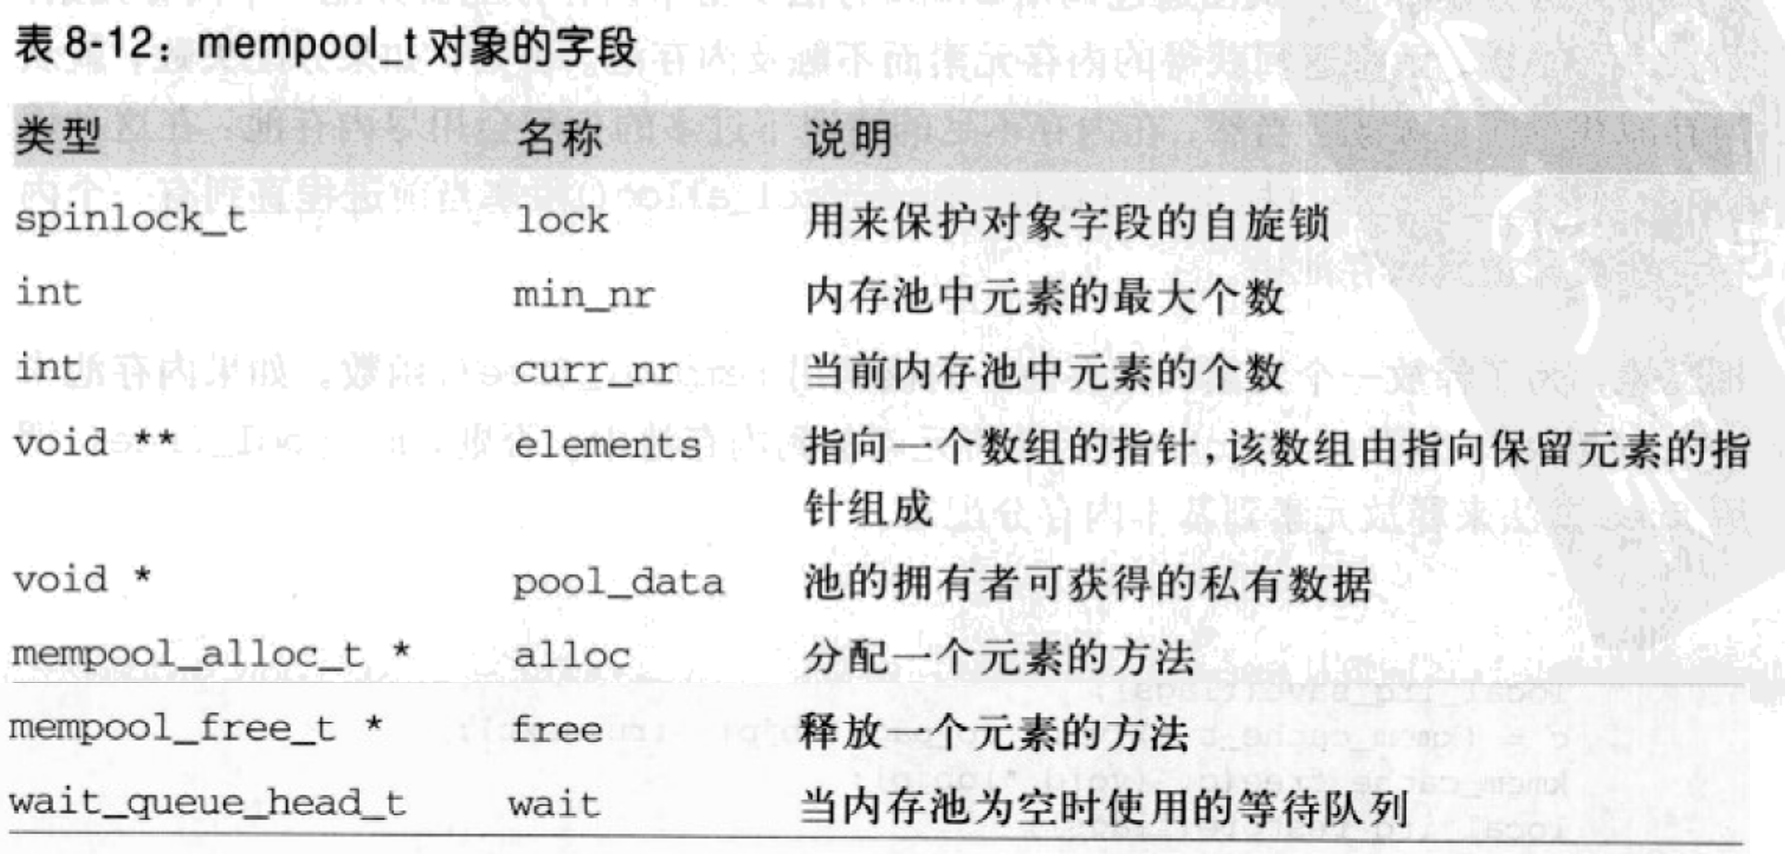 表 8-12：mempool_t 对象的字段
类型 名称 说明
spinlock_t lock 用来保护对象字段的自旋锁
int min_nr 内存池中元素的最大个数
int curr_nr 当前内存池中元素的个数
void ** elements 指向一个数组的指针，该数组由指向保留元素的指
针组成
void * pool_data 池的拥有者可获得的私有数据
mempool_alloc_t * alloc 分配一个元素的方法
mempool_free_t * free 释放一个元素的方法
wait_queue_head_t wait 当内存池为空时使用的等待队列